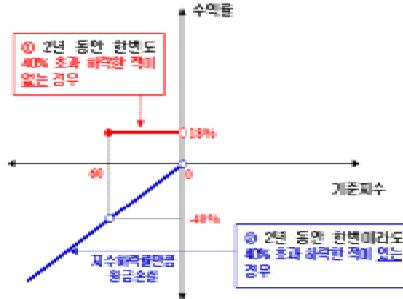 수익률
① 2년 동안 한번도
40% 초과 하락한 적이
없는 경우
18%
0
기준지수
-40%
② 2년 동안 한번이라도
40% 초과 하락한 적이 있는
경우
지수하락률만큼
원금손실